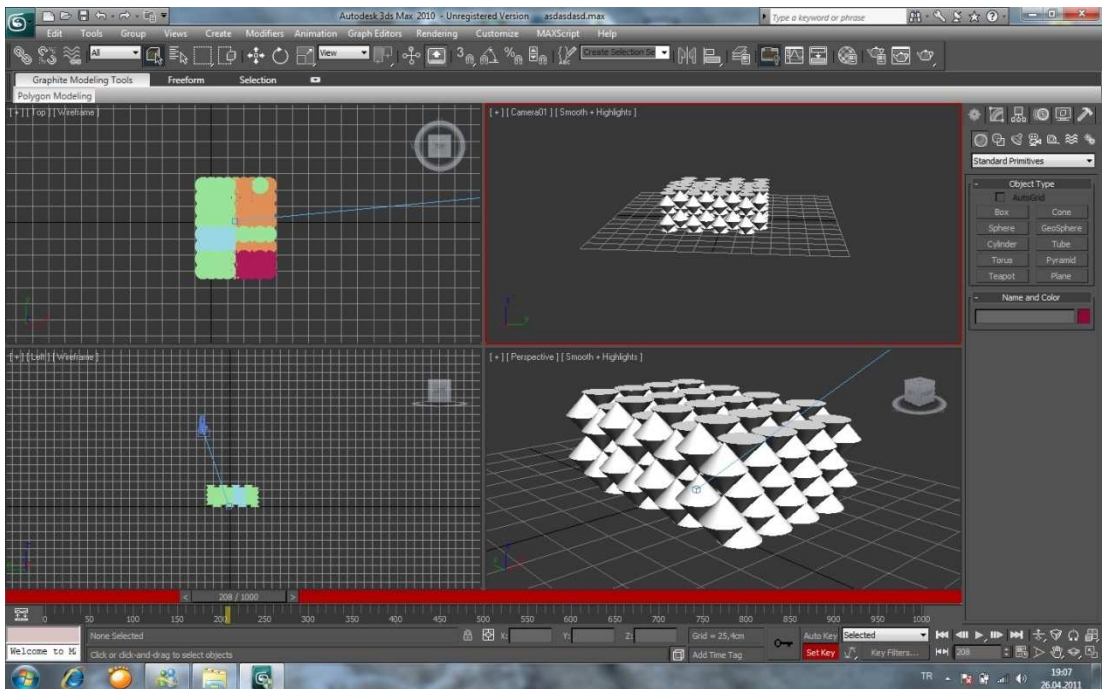 Autodesk 3ds Max 2010 - Unregistered Version asdasdasd.max
Type a keyword or phrase
Edit Tools Group Views Create Modifiers Animation Graph Editors Rendering Customize MAXScript Help
All
View
Create Selection Se
Graphite Modeling Tools Freeform Selection
Polygon Modeling
[ + ] [ Top ] [ Wireframe ]
[ + ] [ Camera01 ] [ Smooth + Highlights ]
Standard Primitives
- Object Type
AutoGrid
Box Cone
Sphere GeoSphere
Cylinder Tube
Torus Pyramid
Teapot Plane
- Name and Color
[ + ] [ Left ] [ Wireframe ]
[ + ] [ Perspective ] [ Smooth + Highlights ]
< 208 / 1000 >
0 50 100 150 200 250 300 350 400 450 500 550 600 650 700 750 800 850 900 950 1000
None Selected
X: Y: Z:
Grid = 25,4cm
Auto Key Selected
Welcome to M
Click or click-and-drag to select objects
Add Time Tag
Set Key Key Filters... 208
TR
19:07
26.04.2011